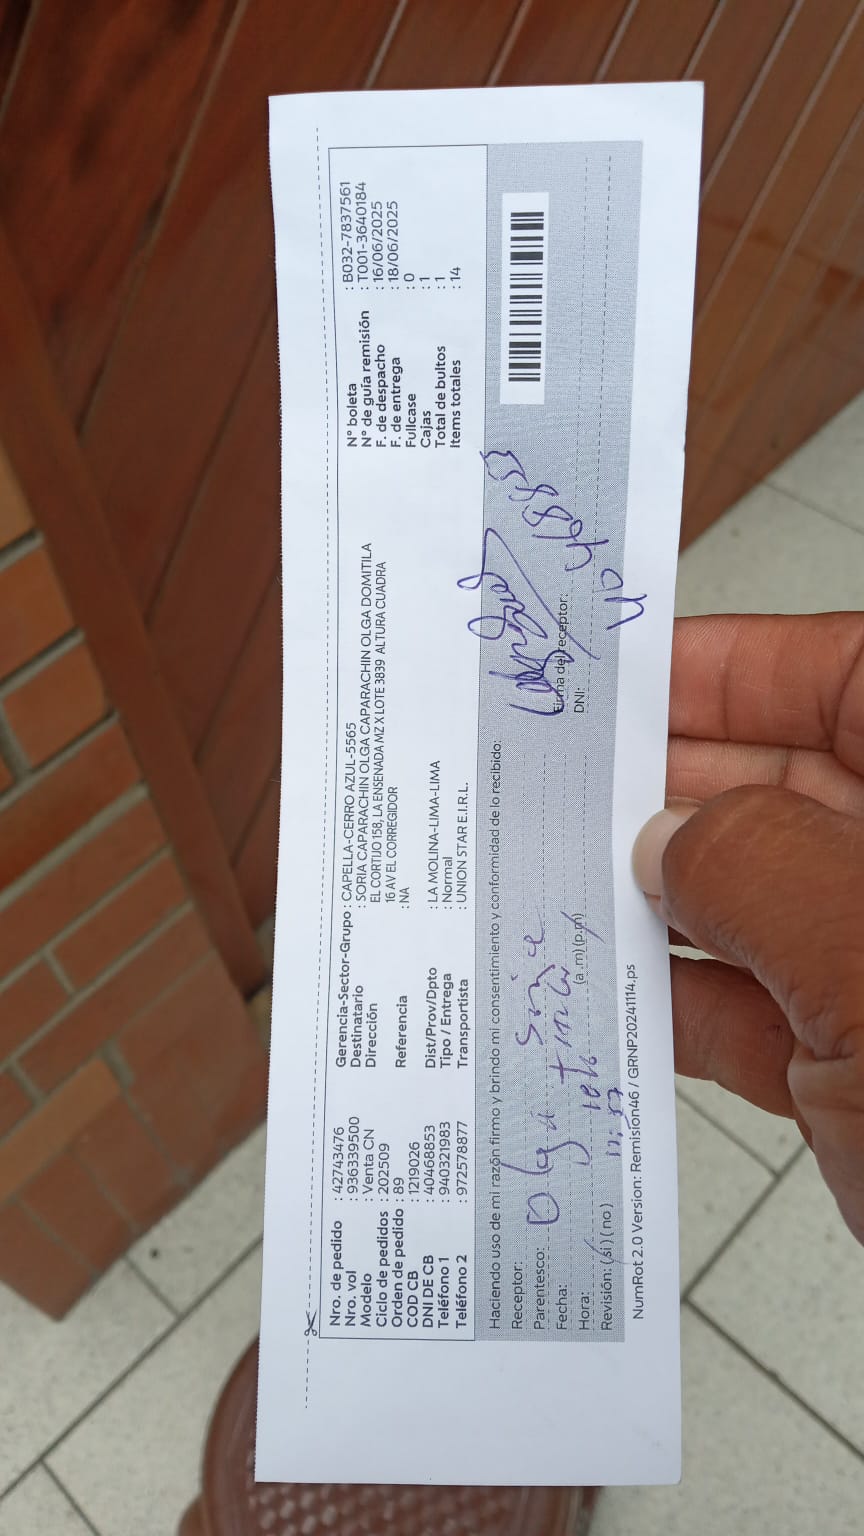 Nro. de pedido : 42743476 Gerencia-Sector-Grupo : CAPELLA-CERRO AZUL-5565 N° boleta : B032-7837561
Nro. vol : 936339500 Destinatario : SORIA CAPARACHIN OLGA CAPARACHIN OLGA DOMITILA N° de guía remisión : T001-3640184
Modelo : Venta CN Dirección EL CORTIJO 158, LA ENSENADA MZ X LOTE 3839 ALTURA CUADRA F. de despacho : 16/06/2025
Ciclo de pedidos : 202509 16 AV EL CORREGIDOR F. de entrega : 18/06/2025
Orden de pedido : 89 Referencia : NA Fullcase : 0
COD CB : 1219026 Cajas : 1
DNI DE CB : 40468853 Dist/Prov/Dpto : LA MOLINA-LIMA-LIMA Total de bultos : 1
Teléfono 1 : 940321983 Tipo / Entrega : Normal Items totales : 14
Teléfono 2 : 972578877 Transportista : UNION STAR E.I.R.L.
Haciendo uso de mi razón firmo y brindo mi consentimiento y conformidad de lo recibido:
Receptor: Olga Soria
Parentesco: Firma del receptor:
Fecha: DNI: 40468853
Hora: (a .m) (p.m)
Revisión: (si) ( no )
NumRot 2.0 Version: Remision46 / GRNP20241114.ps